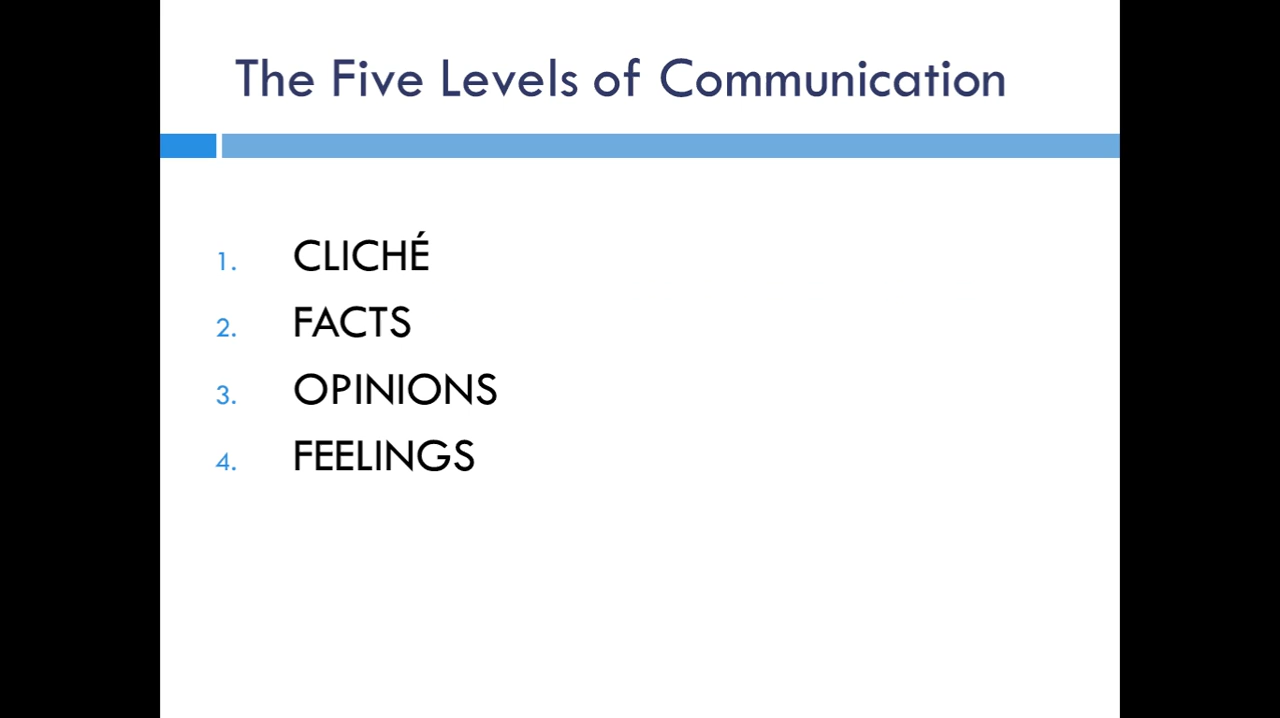 The Five Levels of Communication
1. CLICHÉ
2. FACTS
3. OPINIONS
4. FEELINGS